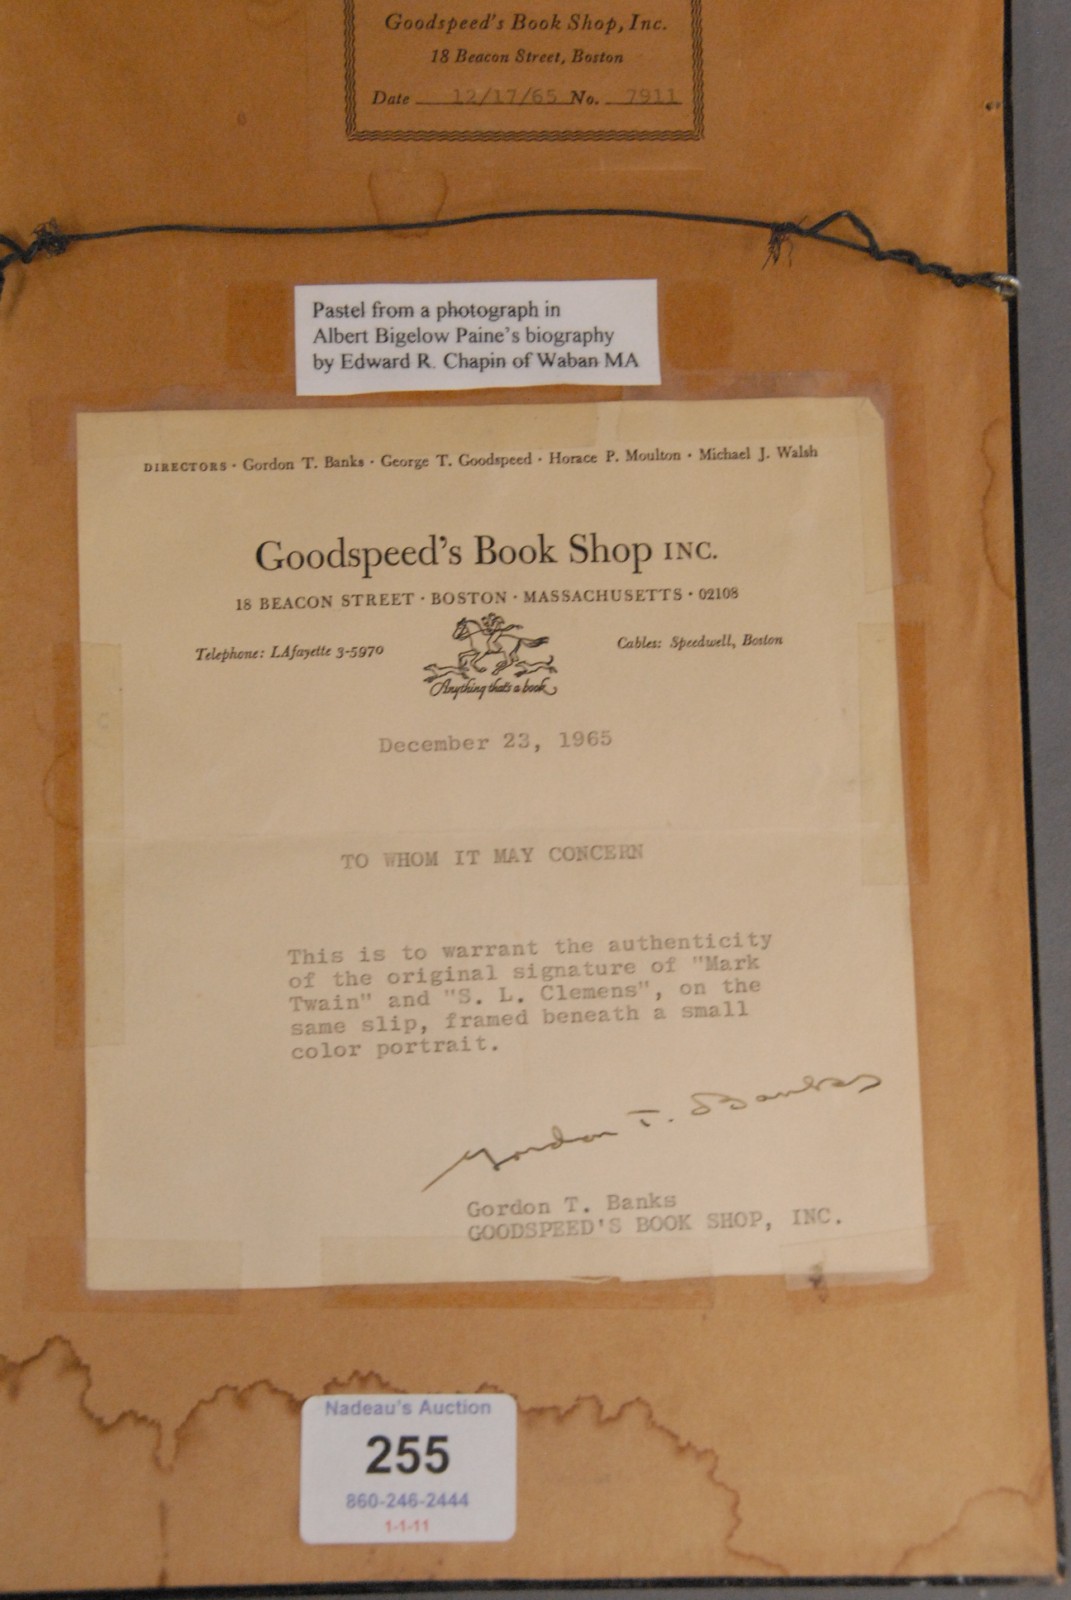 Goodspeed's Book Shop, Inc.
18 Beacon Street, Boston
Date 12/17/65 No. 7911
Pastel from a photograph in
Albert Bigelow Paine's biography
by Edward R. Chapin of Waban MA
DIRECTORS · Gordon T. Banks · George T. Goodspeed · Horace P. Moulton · Michael J. Walsh
Goodspeed's Book Shop INC.
18 BEACON STREET · BOSTON · MASSACHUSETTS · 02108
Telephone: LAfayette 3-5970
Cables: Speedwell, Boston
Anything that's a book
December 23, 1965
TO WHOM IT MAY CONCERN
This is to warrant the authenticity
of the original signature of "Mark
Twain" and "S. L. Clemens", on the
same slip, framed beneath a small
color portrait.
Gordon T. Banks
Gordon T. Banks
GOODSPEED'S BOOK SHOP, INC.
Nadeau's Auction
255
860-246-2444
1-1-11